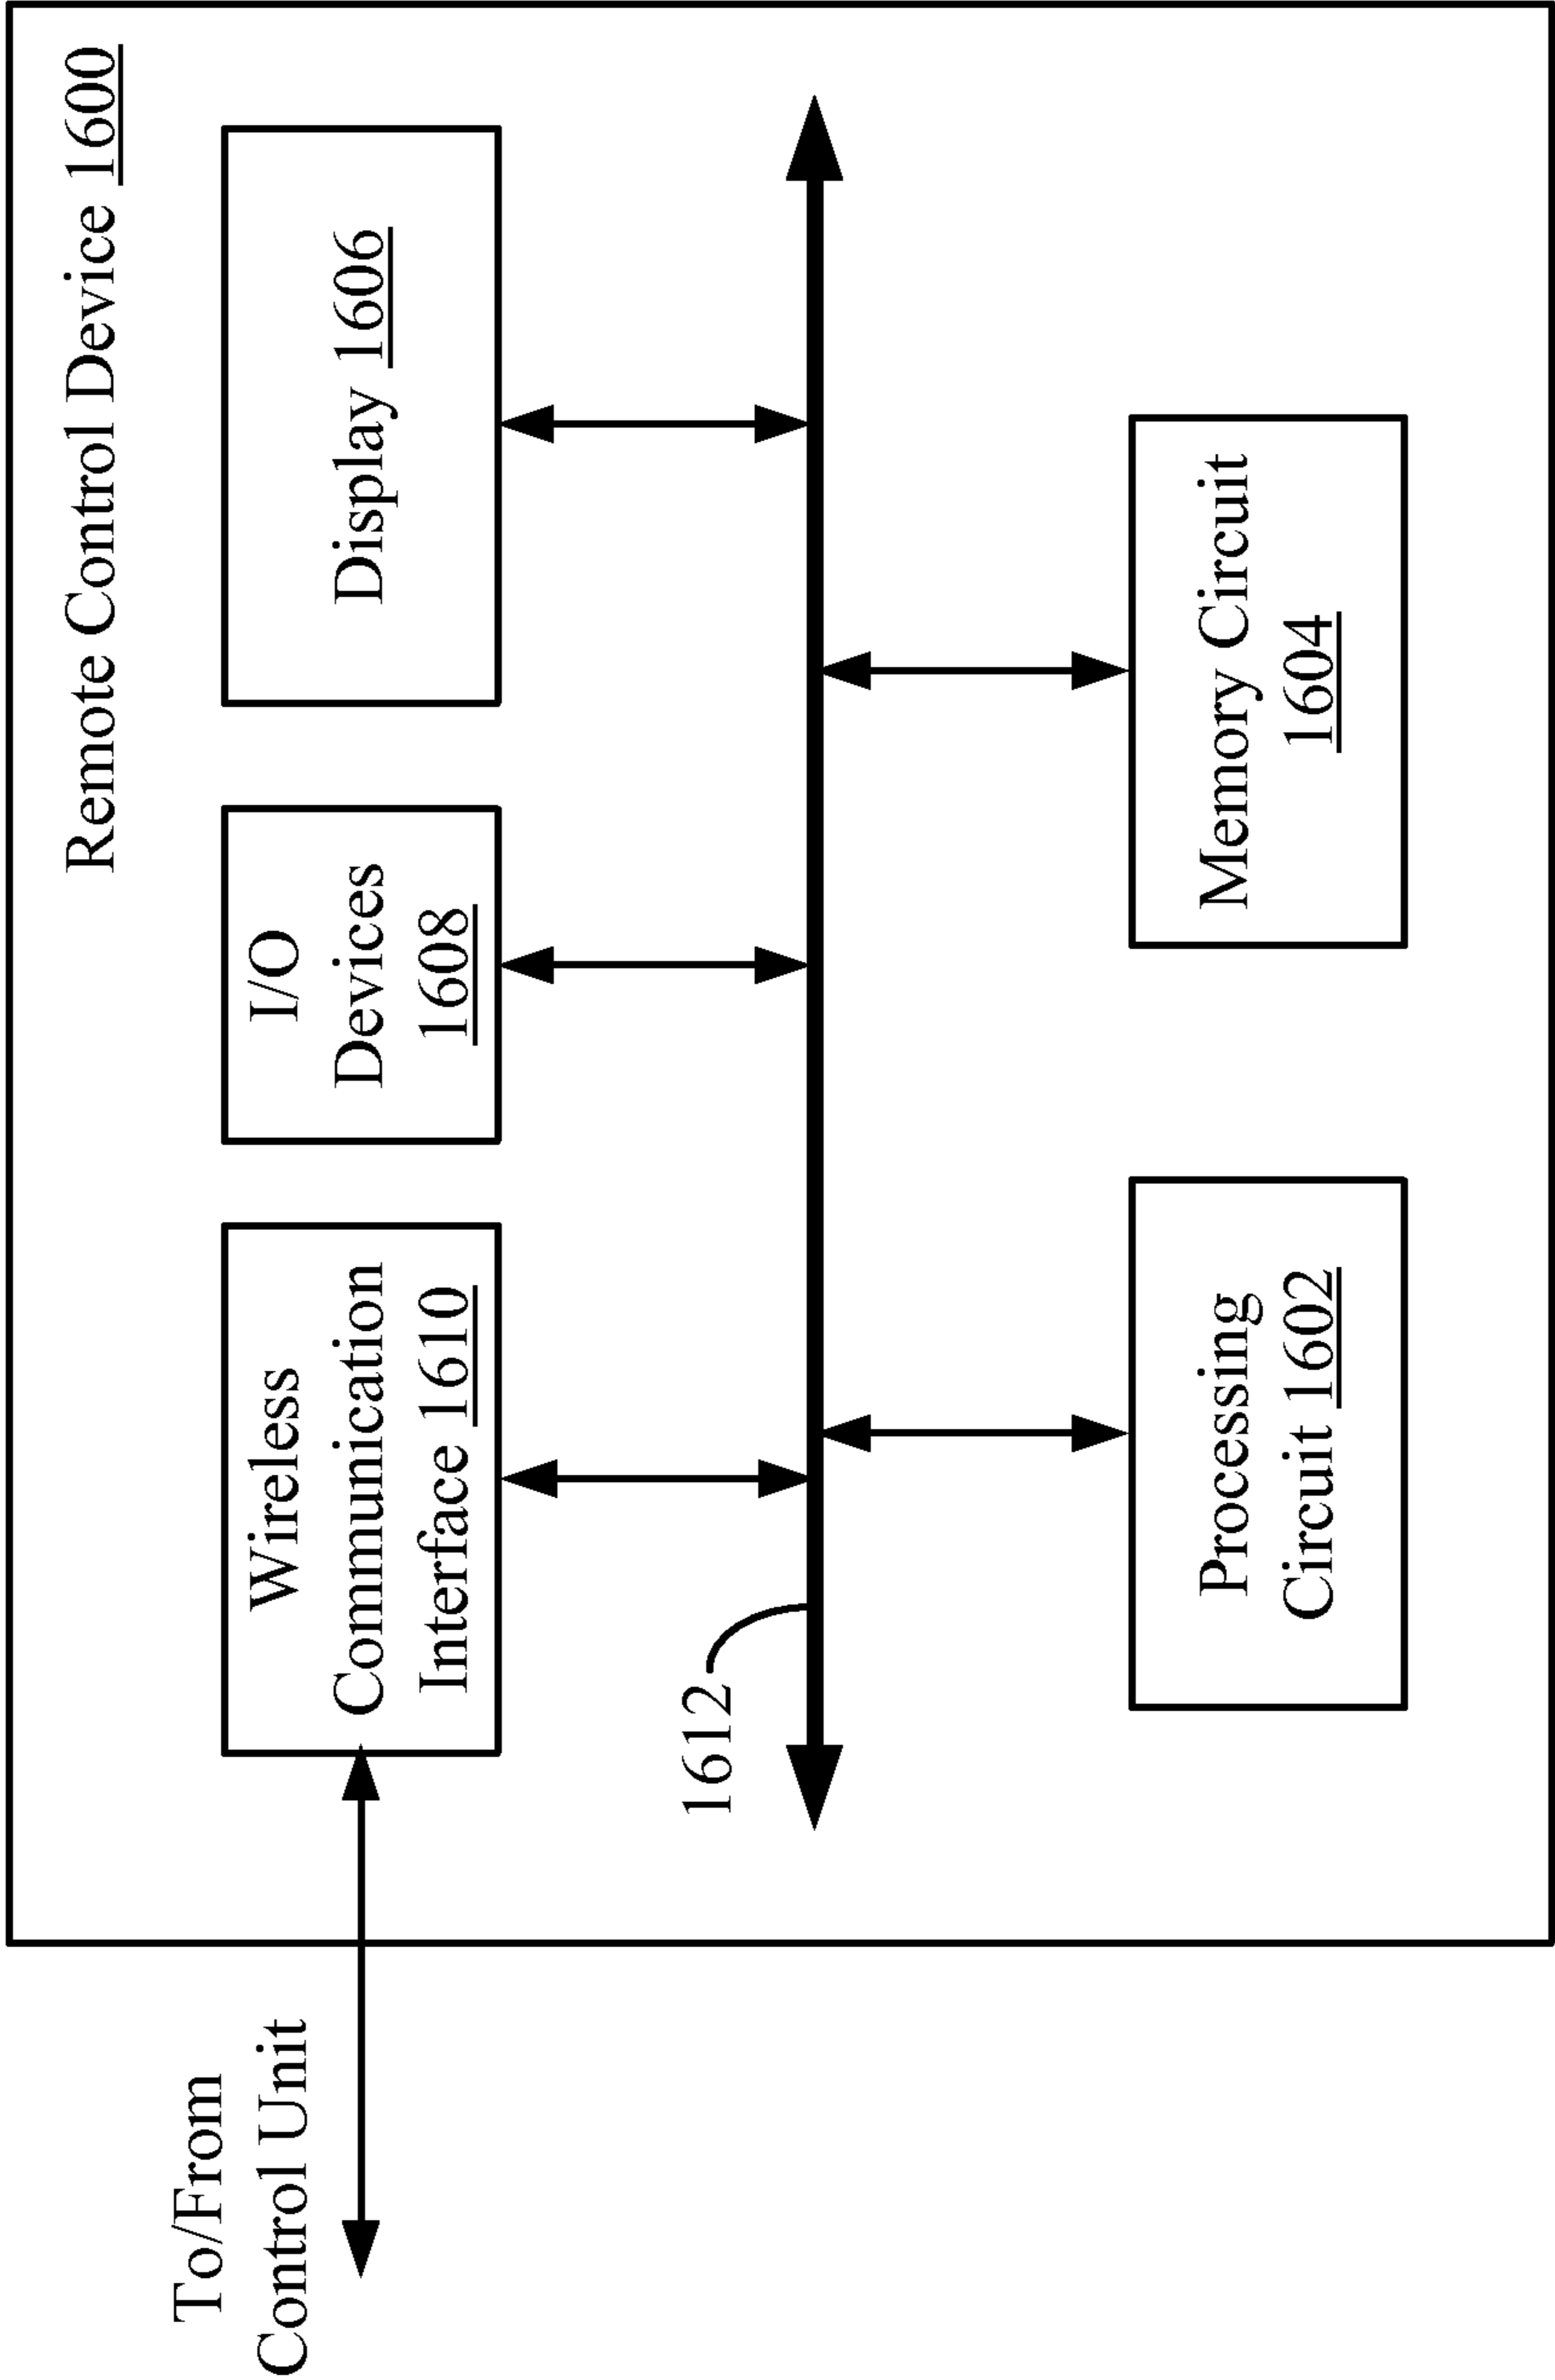 Remote Control Device 1600
To/From
Control Unit
Wireless
Communication
Interface 1610
I/O
Devices
1608
Display 1606
1612
Processing
Circuit 1602
Memory Circuit
1604